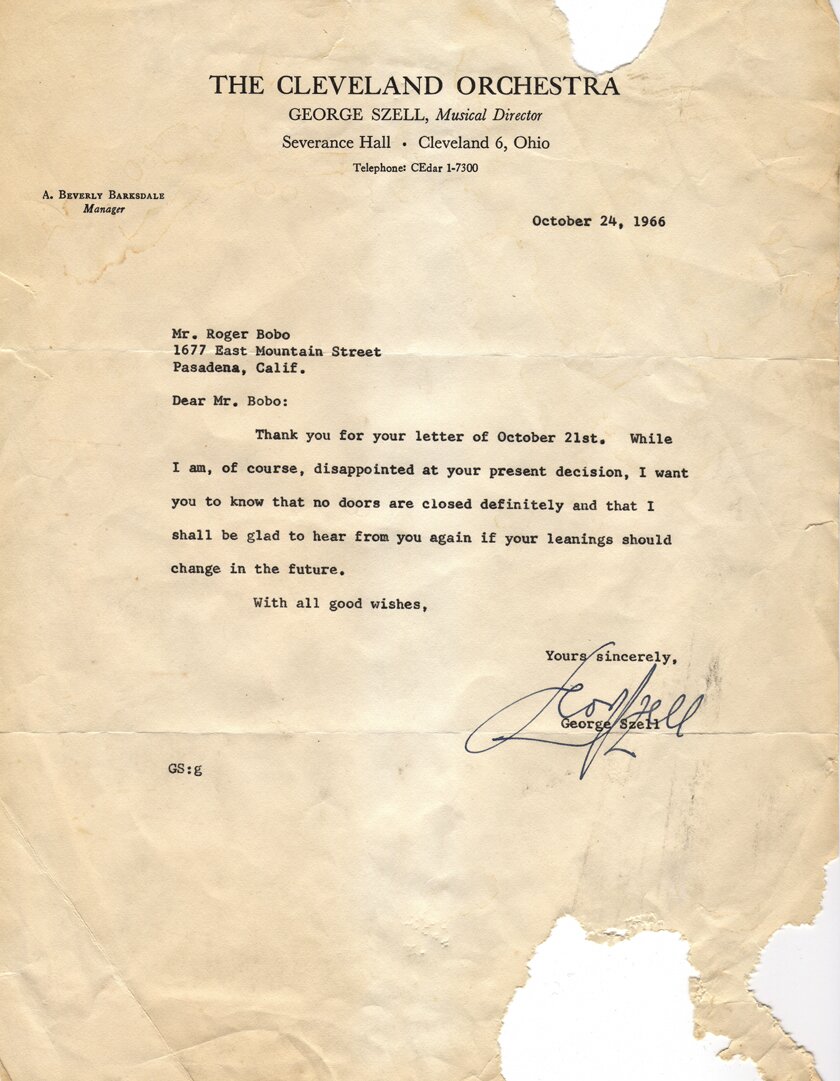 THE CLEVELAND ORCHESTRA
GEORGE SZELL, Musical Director
Severance Hall • Cleveland 6, Ohio
Telephone: CEdar 1-7300
A. BEVERLY BARKSDALE
Manager
October 24, 1966
Mr. Roger Bobo
1677 East Mountain Street
Pasadena, Calif.
Dear Mr. Bobo:
Thank you for your letter of October 21st. While
I am, of course, disappointed at your present decision, I want
you to know that no doors are closed definitely and that I
shall be glad to hear from you again if your leanings should
change in the future.
With all good wishes,
Yours sincerely,
Geo Szell
George Szell
GS:g